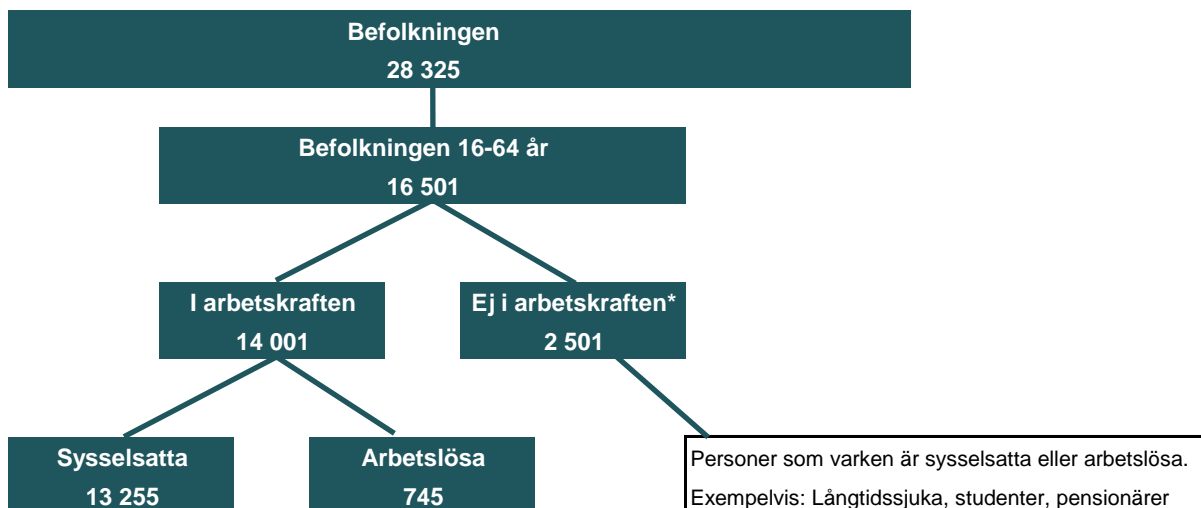 Befolkningen
28 325
Befolkningen 16-64 år
16 501
I arbetskraften
14 001
Ej i arbetskraften*
2 501
Sysselsatta
13 255
Arbetslösa
745
Personer som varken är sysselsatta eller arbetslösa.
Exempelvis: Långtidssjuka, studenter, pensionärer